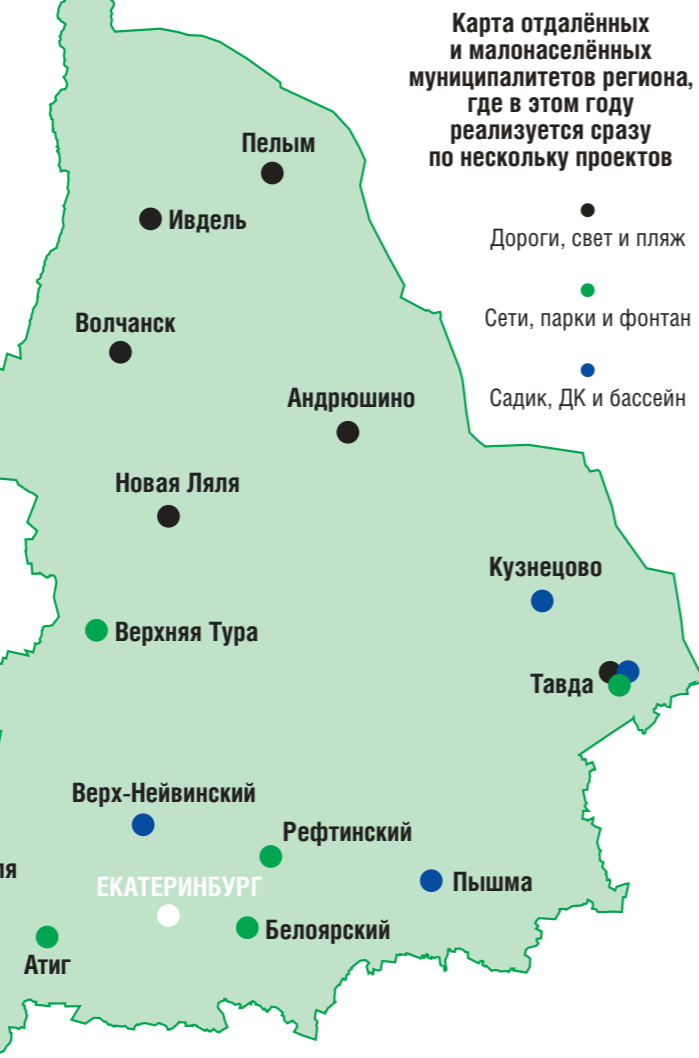 Карта отдалённых
и малонаселённых
муниципалитетов региона,
где в этом году
реализуется сразу
по нескольку проектов
Дороги, свет и пляж
Сети, парки и фонтан
Садик, ДК и бассейн
Пелым
Ивдель
Волчанск
Андрюшино
Новая Ляля
Кузнецово
Верхняя Тура
Тавда
Верх-Нейвинский
Рефтинский
ля
ЕКАТЕРИНБУРГ
Пышма
Белоярский
Атиг